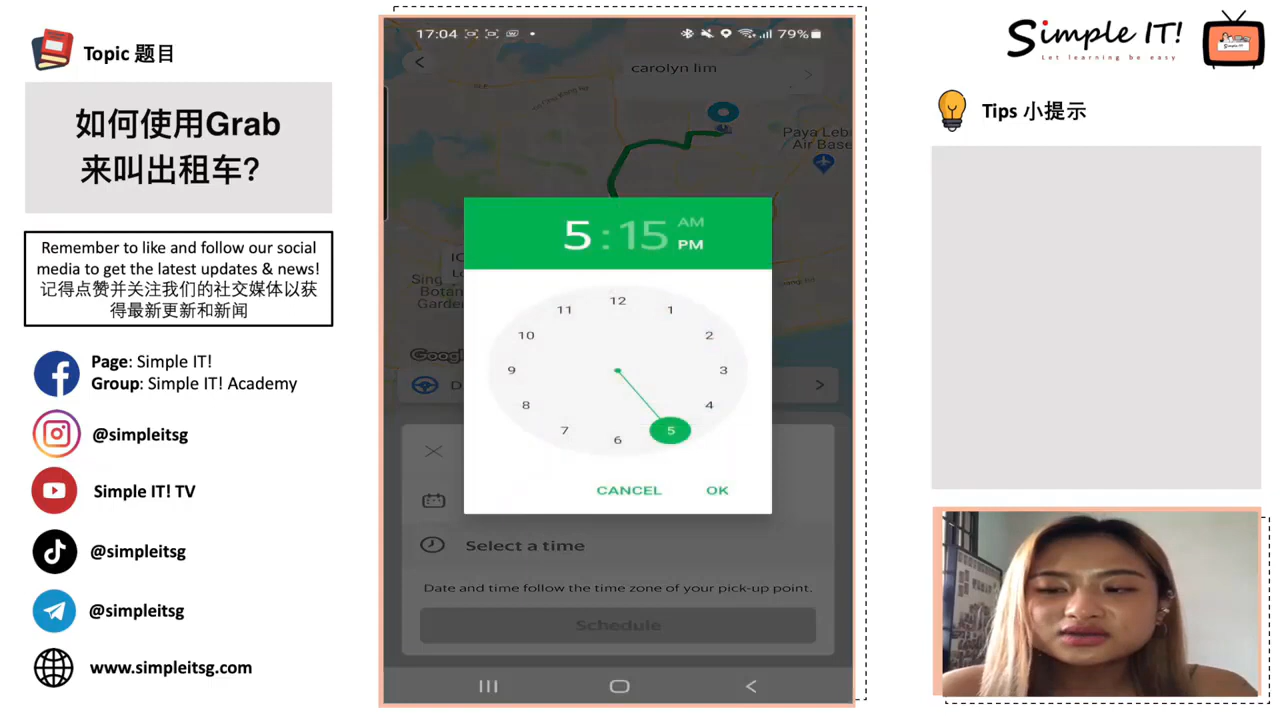 Topic 题目
如何使用Grab
来叫出租车?
Remember to like and follow our social
media to get the latest updates & news!
记得点赞并关注我们的社交媒体以获
得最新更新和新闻
Page: Simple IT!
Group: Simple IT! Academy
@simpleitsg
Simple IT! TV
@simpleitsg
@simpleitsg
www.simpleitsg.com
17:04
79%
carolyn lim
Paya Leb
Air Base
5:15
AM
PM
Sing
Botan
Garde
Goog
D
12
11
1
10
2
9
3
8
4
7
5
6
CANCEL
OK
Select a time
Date and time follow the time zone of your pick-up point.
Schedule
Simple IT!
Let learning be easy
Tips 小提示